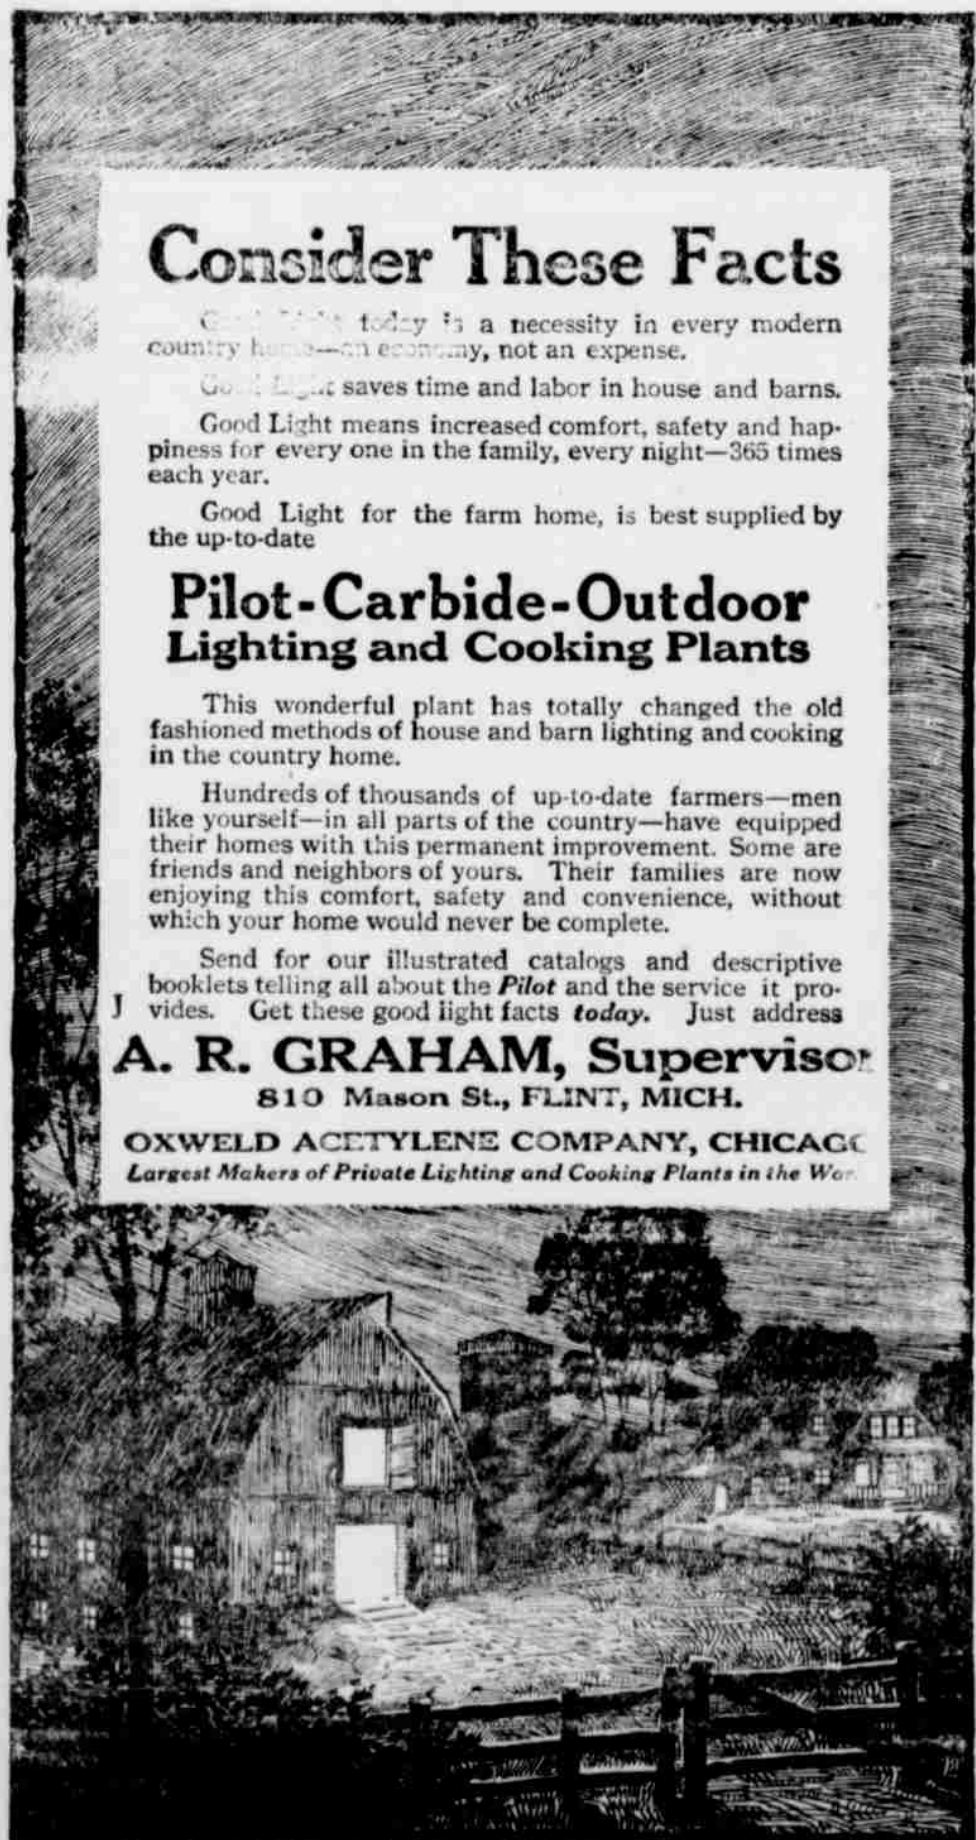 Consider These Facts
today is a necessity in every modern
country home—an economy, not an expense.
Good Light saves time and labor in house and barns.
Good Light means increased comfort, safety and hap-
piness for every one in the family, every night—365 times
each year.
Good Light for the farm home, is best supplied by
the up-to-date
Pilot-Carbide-Outdoor
Lighting and Cooking Plants
This wonderful plant has totally changed the old
fashioned methods of house and barn lighting and cooking
in the country home.
Hundreds of thousands of up-to-date farmers—men
like yourself—in all parts of the country—have equipped
their homes with this permanent improvement. Some are
friends and neighbors of yours. Their families are now
enjoying this comfort, safety and convenience, without
which your home would never be complete.
Send for our illustrated catalogs and descriptive
booklets telling all about the Pilot and the service it pro-
J vides. Get these good light facts today. Just address
A. R. GRAHAM, Supervisor
810 Mason St., FLINT, MICH.
OXWELD ACETYLENE COMPANY, CHICAGO
Largest Makers of Private Lighting and Cooking Plants in the Wor